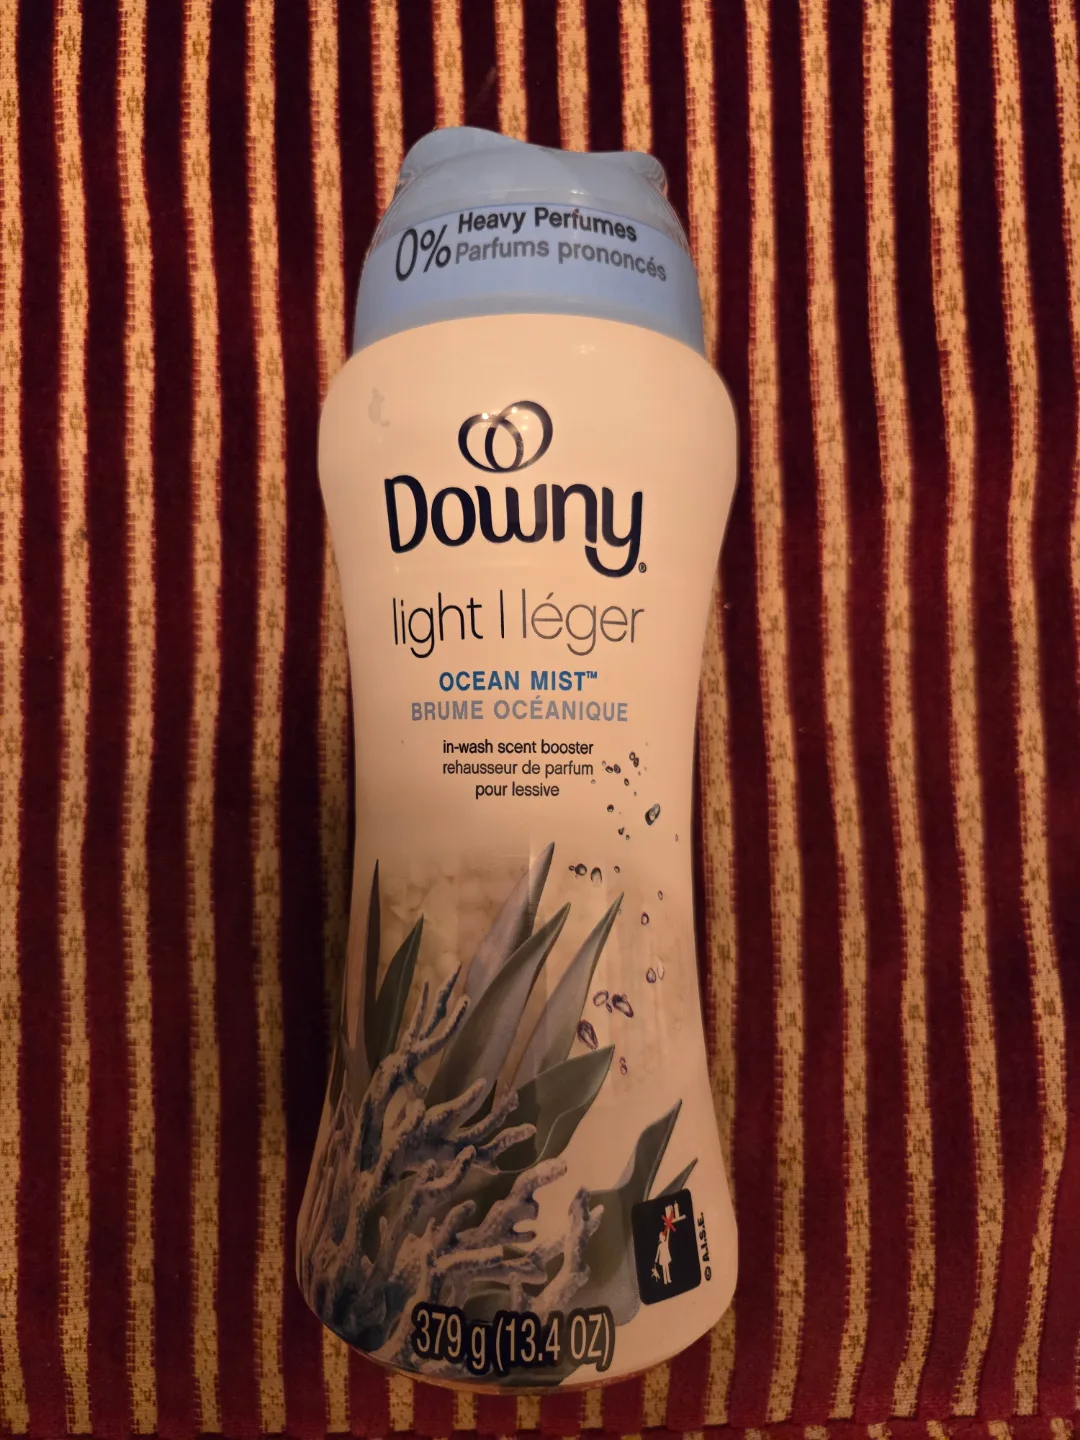 0% Heavy Perfumes
Parfums prononcés
Downy®
light | léger
OCEAN MIST™
BRUME OCÉANIQUE
in-wash scent booster
rehausseur de parfum
pour lessive
© A.I.S.E.
379 g (13.4 OZ)